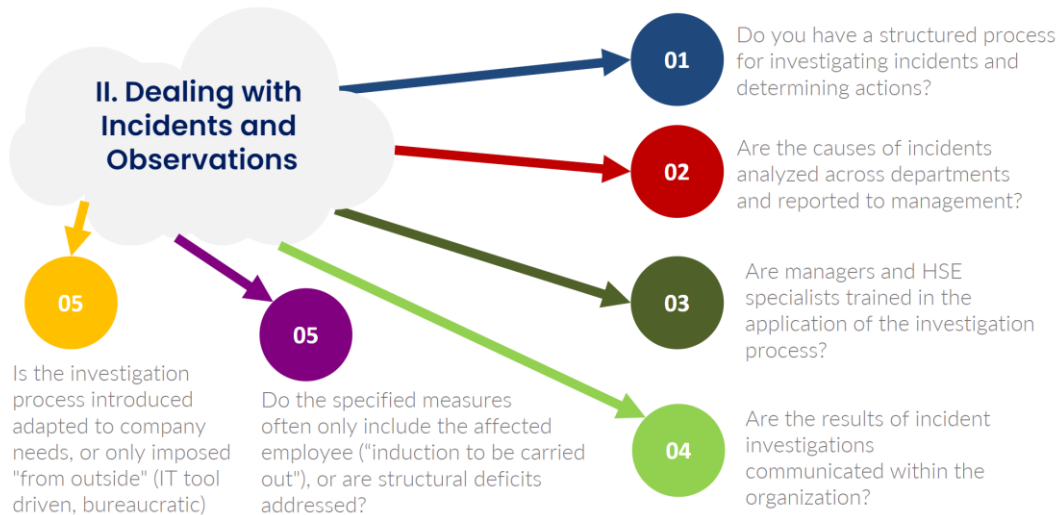 II. Dealing with
Incidents and
Observations
01
Do you have a structured process
for investigating incidents and
determining actions?
02
Are the causes of incidents
analyzed across departments
and reported to management?
03
Are managers and HSE
specialists trained in the
application of the investigation
process?
04
Are the results of incident
investigations
communicated within the
organization?
05
Do the specified measures
often only include the affected
employee (“induction to be carried
out"), or are structural deficits
addressed?
05
Is the investigation
process introduced
adapted to company
needs, or only imposed
"from outside" (IT tool
driven, bureaucratic)